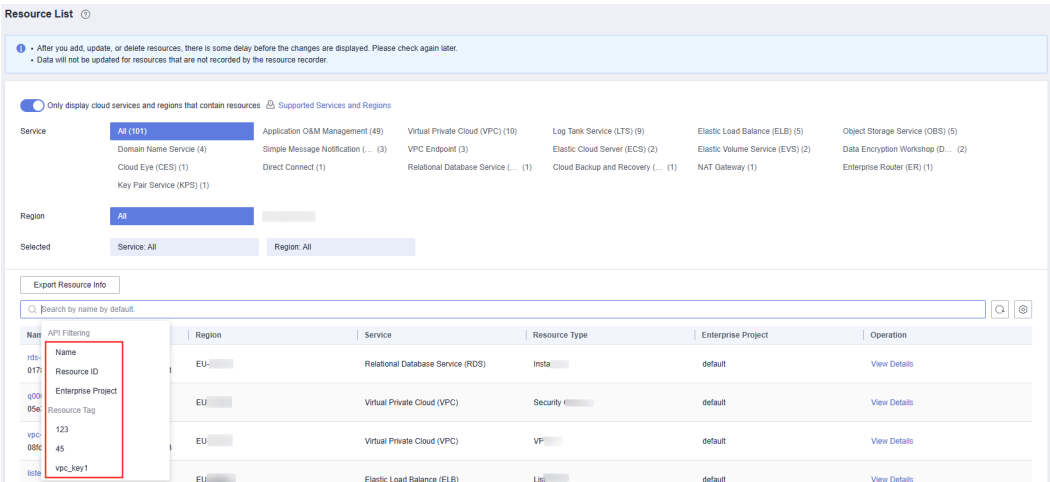 Resource List
• After you add, update, or delete resources, there is some delay before the changes are displayed. Please check again later.
• Data will not be updated for resources that are not recorded by the resource recorder.
Only display cloud services and regions that contain resources Supported Services and Regions
Service All (101) Application O&M Management (49) Virtual Private Cloud (VPC) (10) Log Tank Service (LTS) (9) Elastic Load Balance (ELB) (5) Object Storage Service (OBS) (5)
Domain Name Servcie (4) Simple Message Notification (... (3) VPC Endpoint (3) Elastic Cloud Server (ECS) (2) Elastic Volume Service (EVS) (2) Data Encryption Workshop (D... (2)
Cloud Eye (CES) (1) Direct Connect (1) Relational Database Service (... (1) Cloud Backup and Recovery (... (1) NAT Gateway (1) Enterprise Router (ER) (1)
Key Pair Service (KPS) (1)
Region All
Selected Service: All Region: All
Export Resource Info
Search by name by default.
API Filtering
Name
Resource ID
Enterprise Project
Resource Tag
123
45
vpc_key1
Region Service Resource Type Enterprise Project Operation
EU- Relational Database Service (RDS) Insta default View Details
EU Virtual Private Cloud (VPC) Security default View Details
EU- Virtual Private Cloud (VPC) VP default View Details
EU Elastic Load Balance (ELB) List default View Details